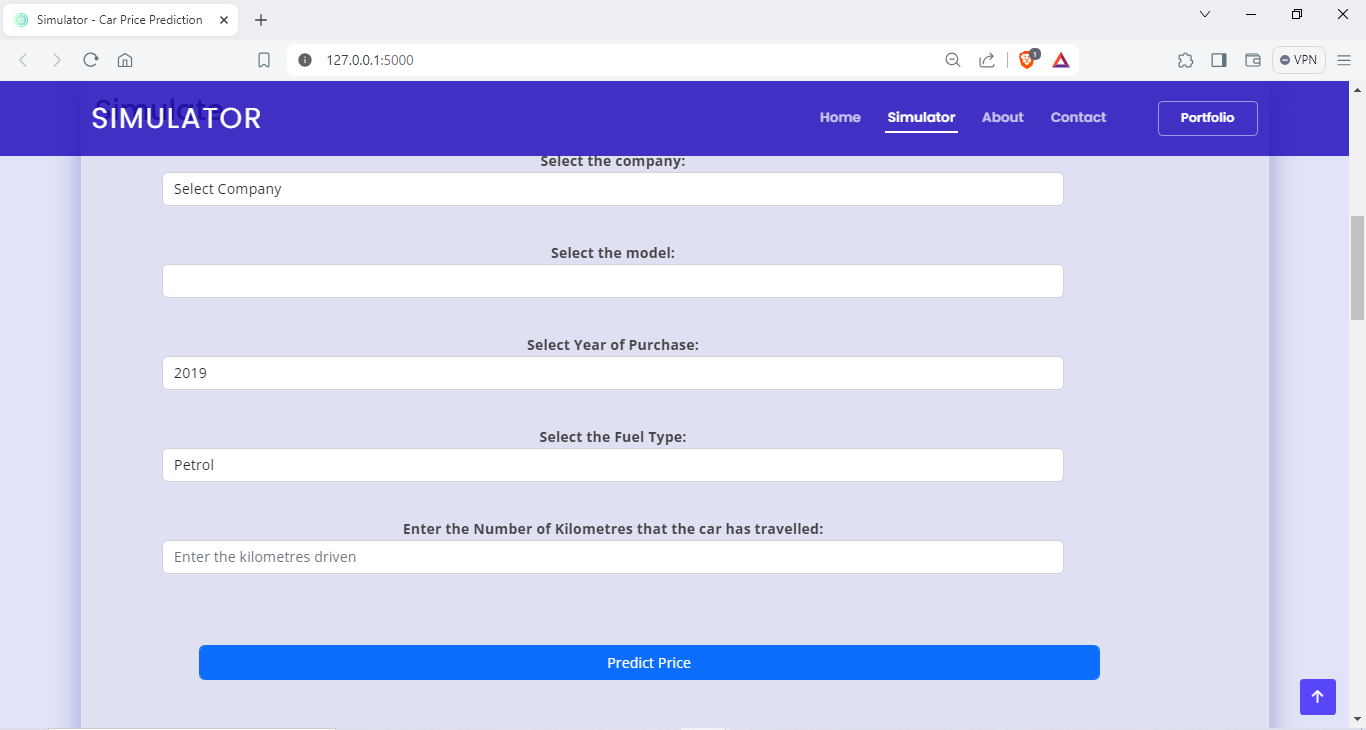 Simulator - Car Price Prediction
127.0.0.1:5000
1
VPN
Simulate
SIMULATOR
Home
Simulator
About
Contact
Portfolio
Select the company:
Select Company
Select the model:
Select Year of Purchase:
2019
Select the Fuel Type:
Petrol
Enter the Number of Kilometres that the car has travelled:
Enter the kilometres driven
Predict Price